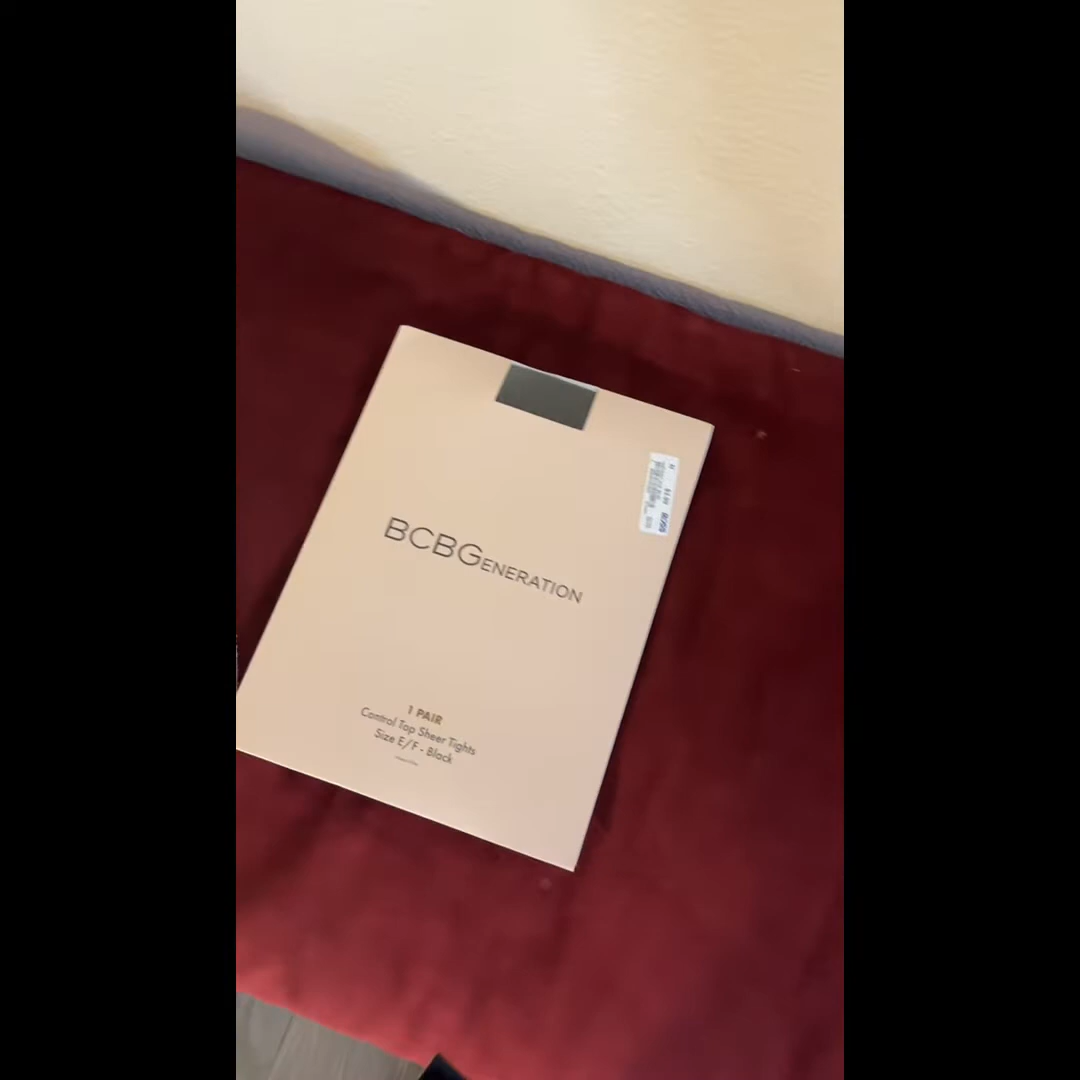 BCBGENERATION
1 PAIR
Control Top Sheer Tights
Size E/F - Black